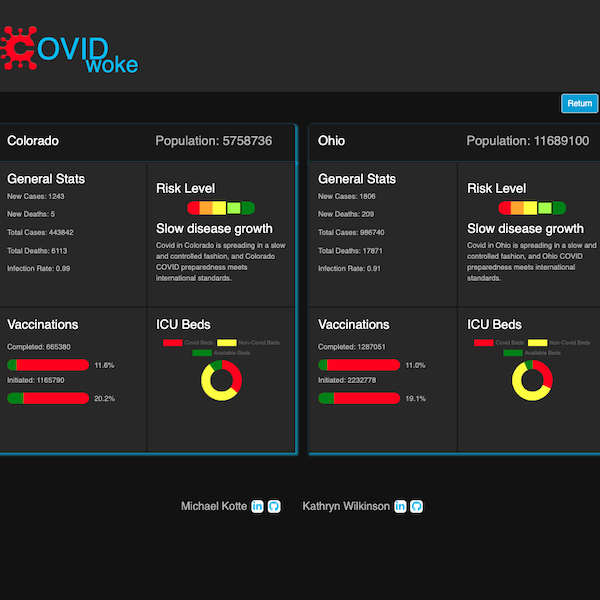 COVID
woke
Return
Colorado
Population: 5758736
General Stats
New Cases: 1243
New Deaths: 5
Total Cases: 443842
Total Deaths: 6113
Infection Rate: 0.99
Risk Level
Slow disease growth
Covid in Colorado is spreading in a slow
and controlled fashion, and Colorado
COVID preparedness meets
international standards.
Vaccinations
Completed: 665380
11.6%
Initiated: 1165790
20.2%
ICU Beds
Covid Beds
Non-Covid Beds
Available Beds
Ohio
Population: 11689100
General Stats
New Cases: 1806
New Deaths: 209
Total Cases: 986740
Total Deaths: 17871
Infection Rate: 0.91
Risk Level
Slow disease growth
Covid in Ohio is spreading in a slow and
controlled fashion, and Ohio COVID
preparedness meets international
standards.
Vaccinations
Completed: 1287051
11.0%
Initiated: 2232778
19.1%
ICU Beds
Covid Beds
Non-Covid Beds
Available Beds
Michael Kotte in
Kathryn Wilkinson in